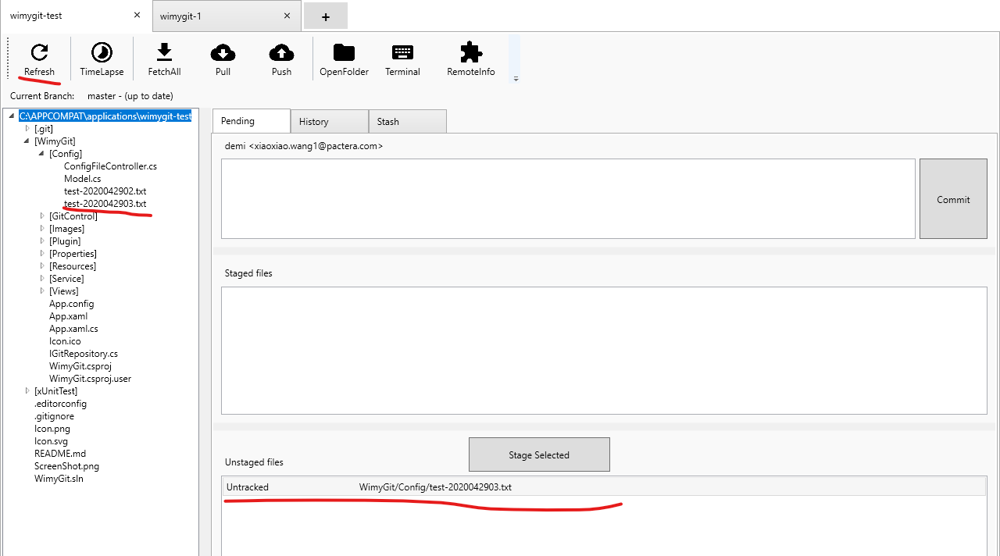 wimygit-test × wimygit-1 × +
Refresh TimeLapse FetchAll Pull Push OpenFolder Terminal RemoteInfo
Current Branch: master - (up to date)
C:\APPCOMPAT\applications\wimygit-test
[.git]
[WimyGit]
[Config]
ConfigFileController.cs
Model.cs
test-2020042902.txt
test-2020042903.txt
[GitControl]
[Images]
[Plugin]
[Properties]
[Resources]
[Service]
[Views]
App.config
App.xaml
App.xaml.cs
Icon.ico
IGitRepository.cs
WimyGit.csproj
WimyGit.csproj.user
[xUnitTest]
.editorconfig
.gitignore
Icon.png
Icon.svg
README.md
ScreenShot.png
WimyGit.sln
Pending History Stash
demi <xiaoxiao.wang1@pactera.com>
Commit
Staged files
Unstaged files
Stage Selected
Untracked WimyGit/Config/test-2020042903.txt